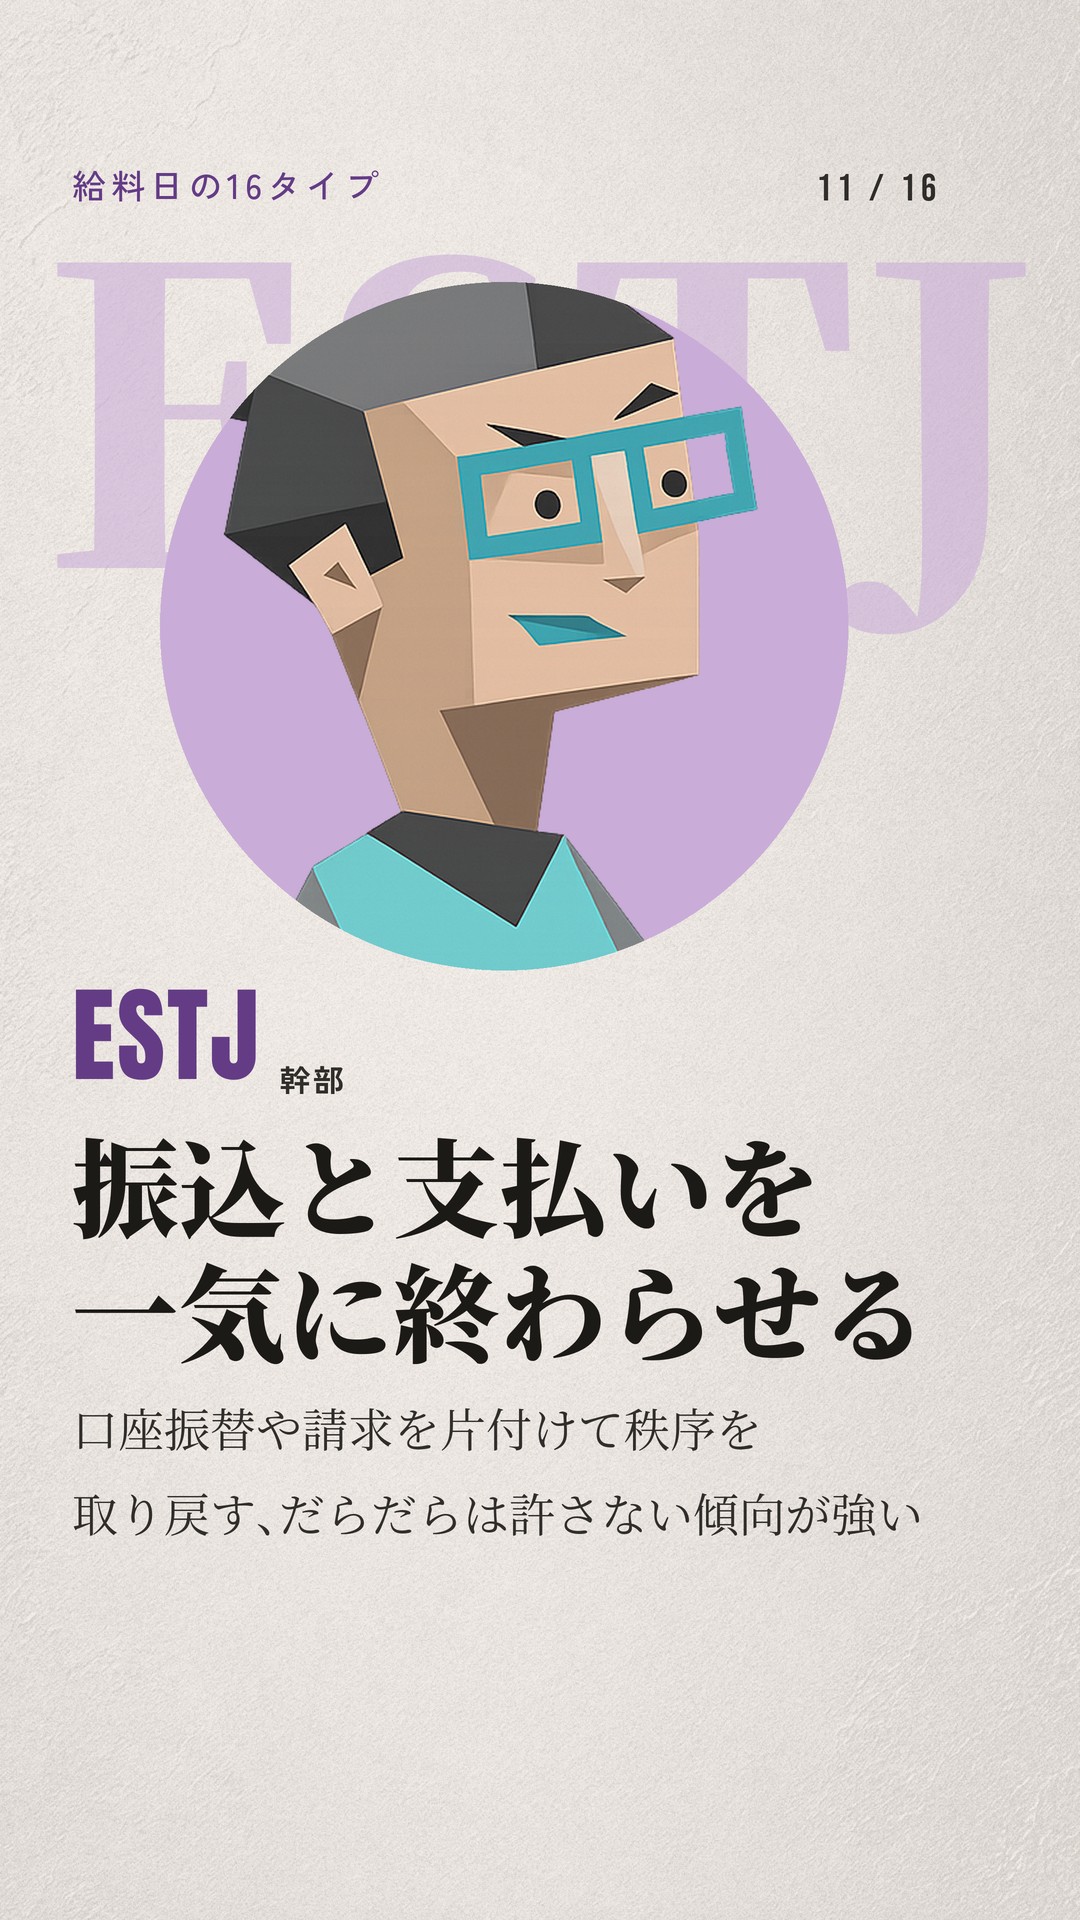 給料日の16タイプ
11 / 16
ESTJ
ESTJ 幹部
振込と支払いを
一気に終わらせる
口座振替や請求を片付けて秩序を
取り戻す、だらだらは許さない傾向が強い